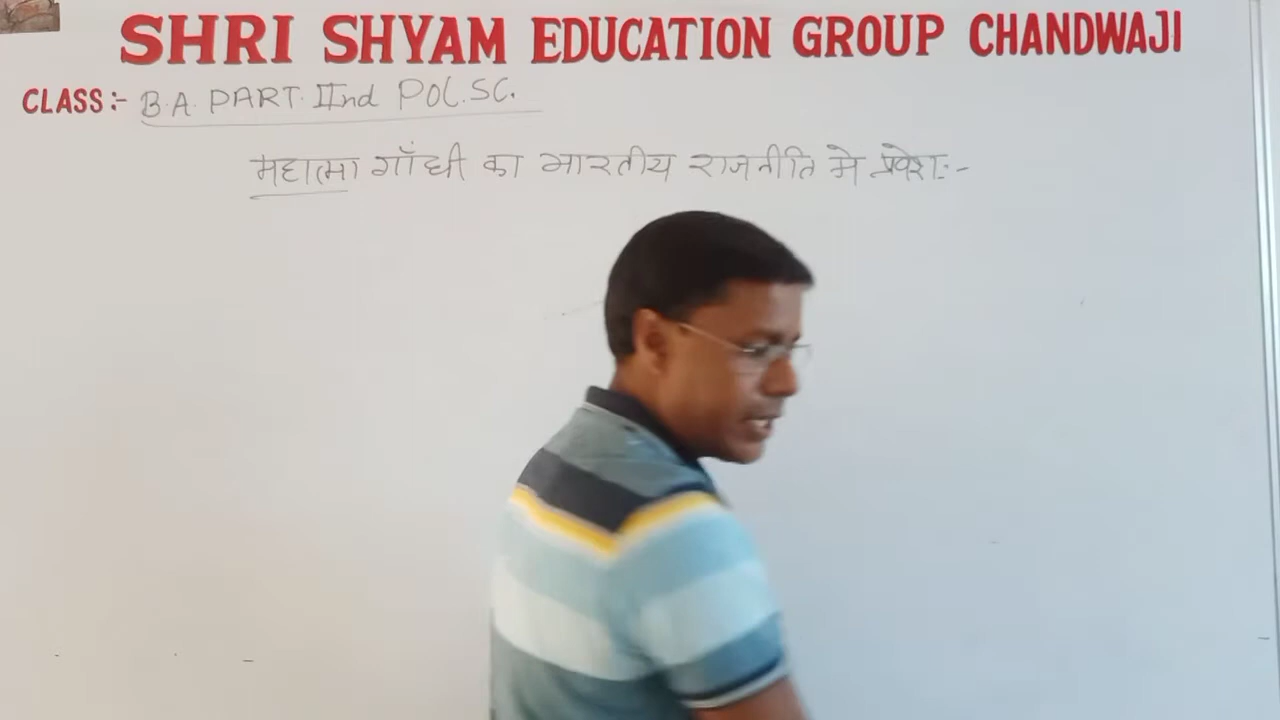 SHRI SHYAM EDUCATION GROUP CHANDWAJI
CLASS:- B.A. PART IInd POL.SC.
महात्मा गाँधी का भारतीय राजनीति मे प्रवेश:-